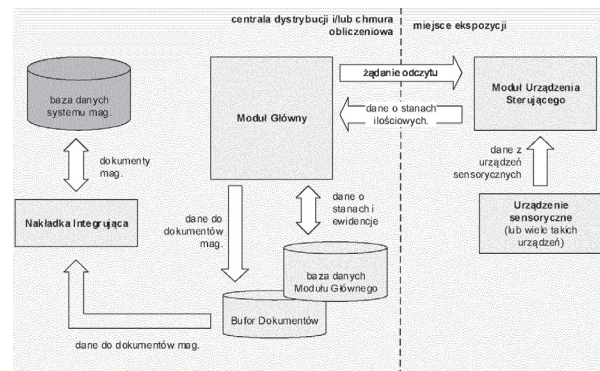 centrala dystrybucji i/lub chmura
obliczeniowa
miejsce ekspozycji
baza danych
systemu mag.
dokumenty
mag.
Nakładka Integrująca
Moduł Główny
żądanie odczytu
dane o stanach
ilościowych.
Moduł Urządzenia
Sterującego
dane z
urządzeń
sensorycznych
Urządzenie
sensoryczne
(lub wiele takich
urządzeń)
dane do
dokumentów
mag.
dane o
stanach i
ewidencje
baza danych
Modułu Głównego
Bufor Dokumentów
dane do dokumentów mag.